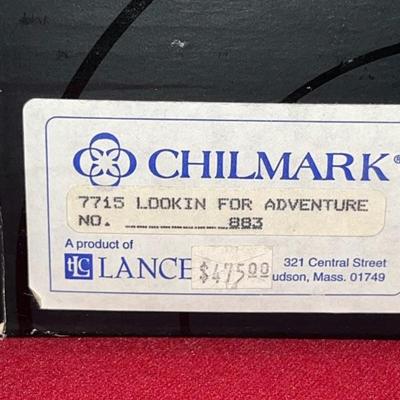 CHILMARK®
7715 LOOKIN FOR ADVENTURE
NO. 883
A product of
LANCE
$475.00
321 Central Street
udson, Mass. 01749